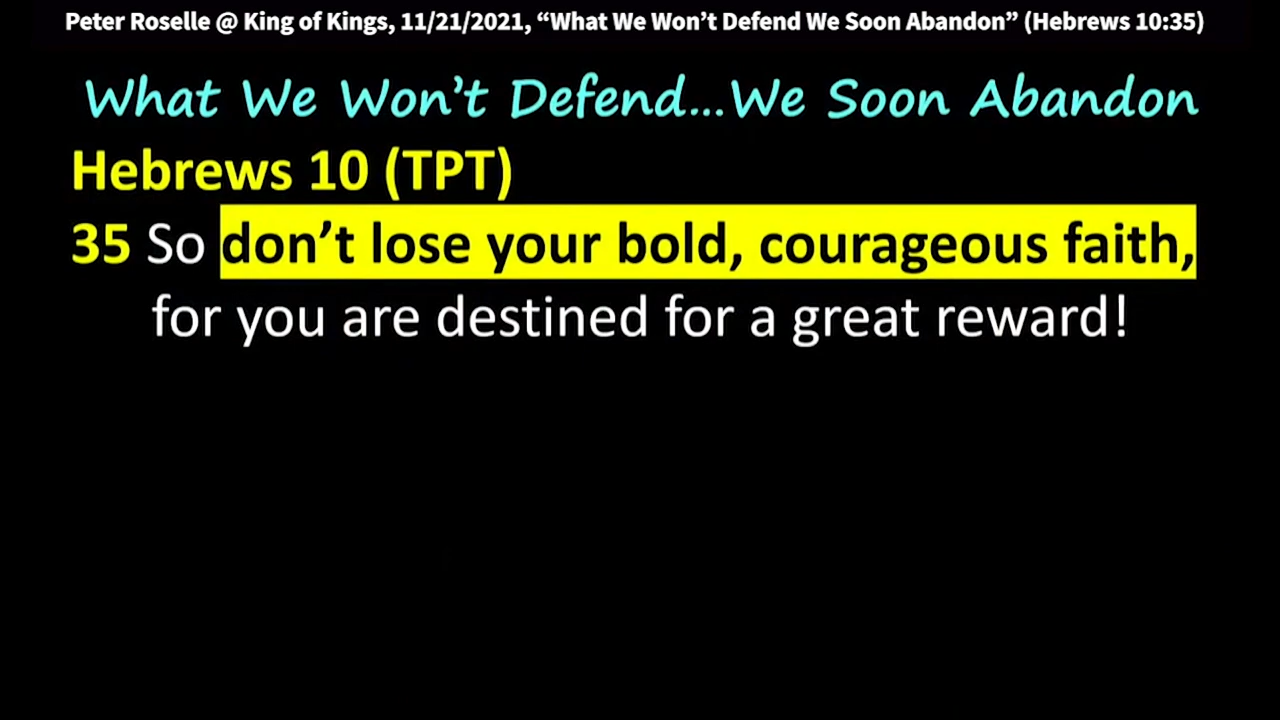 Peter Roselle @ King of Kings, 11/21/2021, “What We Won’t Defend We Soon Abandon” (Hebrews 10:35)
What We Won’t Defend...We Soon Abandon
Hebrews 10 (TPT)
35 So don’t lose your bold, courageous faith,
for you are destined for a great reward!